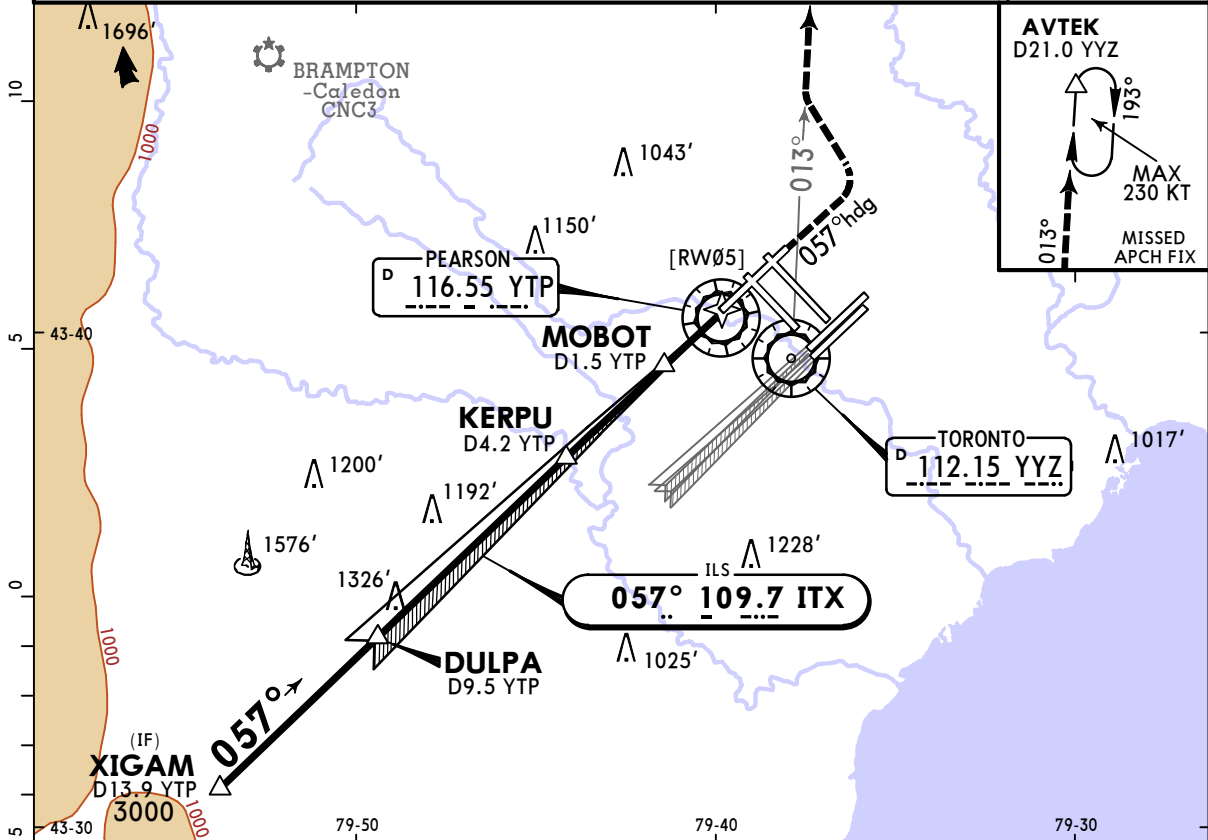 1696'
BRAMPTON
-Caledon
CNC3
AVTEK
D21.0 YYZ
193°
MAX
230 KT
013°
MISSED
APCH FIX
10
1000
1043'
013°
1150'
057°hdg
[RWØ5]
PEARSON
D 116.55 YTP
5
43-40
MOBOT
D1.5 YTP
KERPU
D4.2 YTP
TORONTO
D 112.15 YYZ
1017'
1200'
1192'
1576'
1228'
ILS
057° 109.7 ITX
1326'
0
1025'
1000
DULPA
D9.5 YTP
057°
(IF)
XIGAM
D13.9 YTP
3000
1000
5
43-30
79-50
79-40
79-30